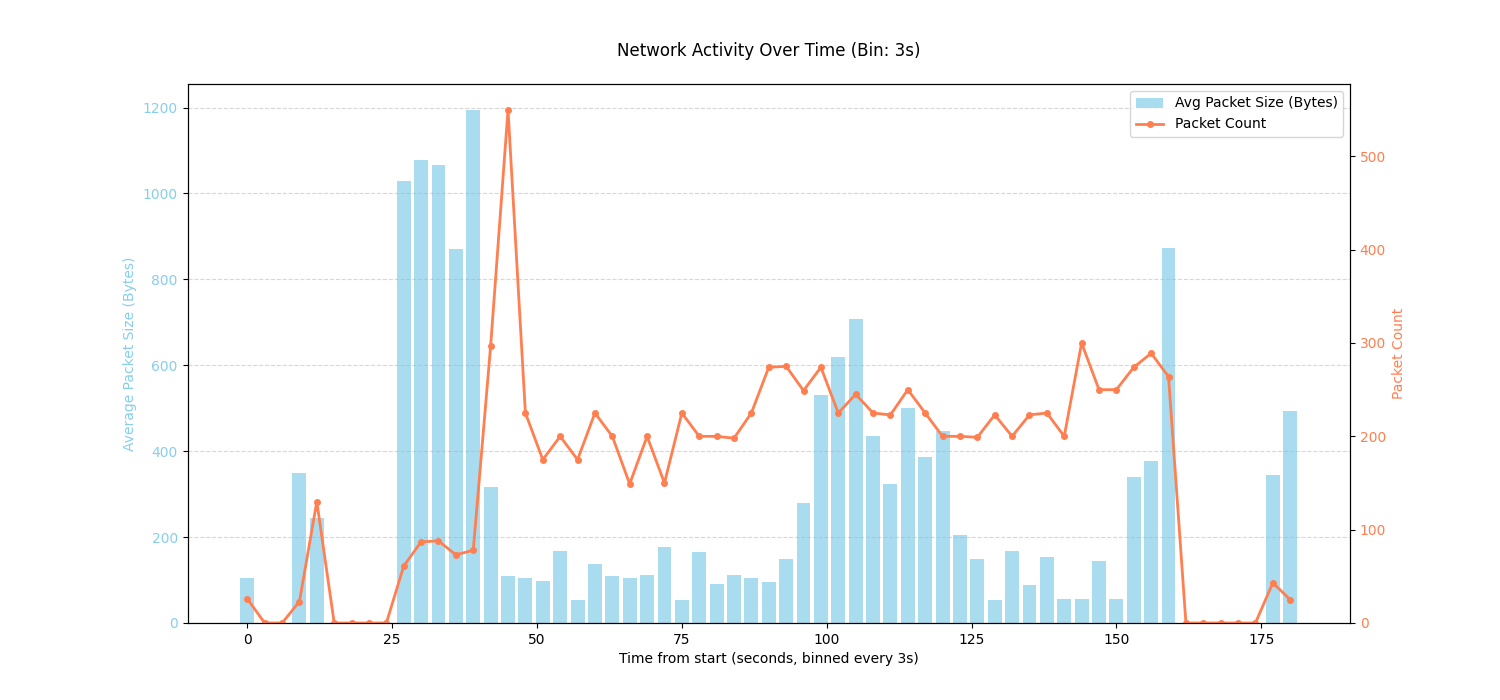 Network Activity Over Time (Bin: 3s)
Avg Packet Size (Bytes)
Packet Count
1200
1000
800
600
400
200
0
Average Packet Size (Bytes)
500
400
300
200
100
0
Packet Count
0 25 50 75 100 125 150 175
Time from start (seconds, binned every 3s)